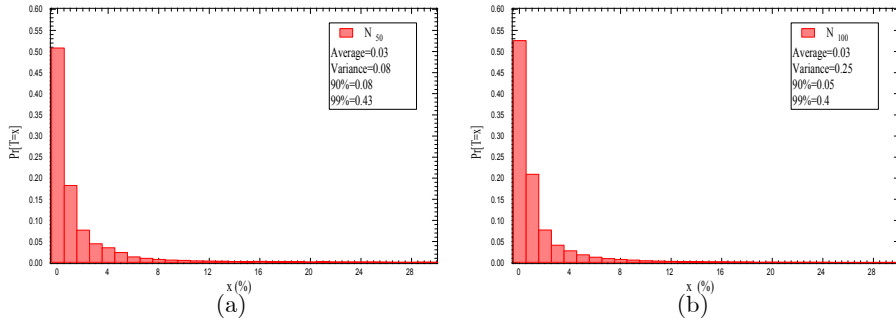 0.60
0.55
0.50
0.45
0.40
0.35
0.30
0.25
0.20
0.15
0.10
0.05
0.00
Pr[T=x]
N 50
Average=0.03
Variance=0.08
90%=0.08
99%=0.43
0 4 8 12 16 20 24 28
x (%)
(a)
0.60
0.55
0.50
0.45
0.40
0.35
0.30
0.25
0.20
0.15
0.10
0.05
0.00
Pr[T=x]
N 100
Average=0.03
Variance=0.25
90%=0.05
99%=0.4
0 4 8 12 16 20 24 28
x (%)
(b)